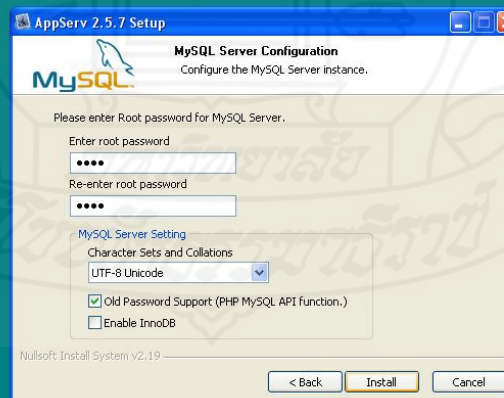 AppServ 2.5.7 Setup
MySQL
MySQL Server Configuration
Configure the MySQL Server instance.
Please enter Root password for MySQL Server.
Enter root password
••••
Re-enter root password
••••
MySQL Server Setting
Character Sets and Collations
UTF-8 Unicode
Old Password Support (PHP MySQL API function.)
Enable InnoDB
Nullsoft Install System v2.19
< Back Install Cancel